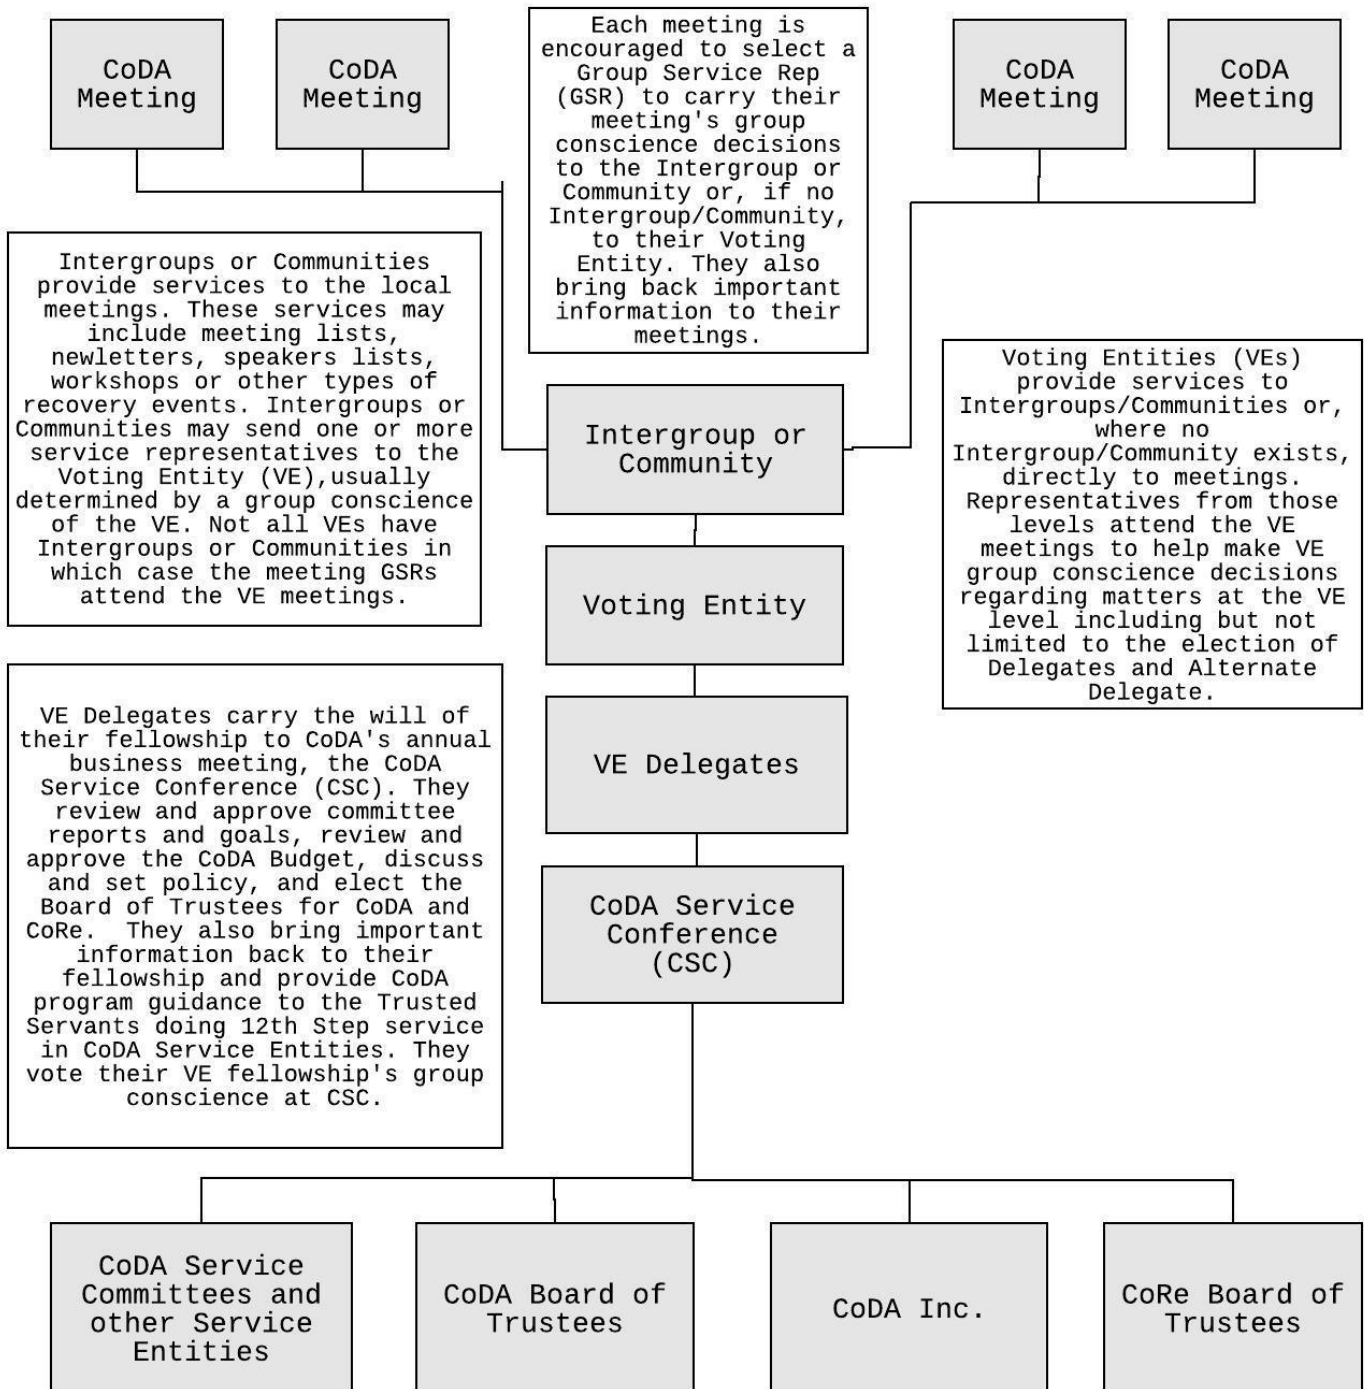 CoDA
Meeting
CoDA
Meeting
Each meeting is
encouraged to select a
Group Service Rep
(GSR) to carry their
meeting's group
conscience decisions
to the Intergroup or
Community or, if no
Intergroup/Community,
to their Voting
Entity. They also
bring back important
information to their
meetings.
CoDA
Meeting
CoDA
Meeting
Intergroups or Communities
provide services to the local
meetings. These services may
include meeting lists,
newletters, speakers lists,
workshops or other types of
recovery events. Intergroups or
Communities may send one or more
service representatives to the
Voting Entity (VE),usually
determined by a group conscience
of the VE. Not all VEs have
Intergroups or Communities in
which case the meeting GSRs
attend the VE meetings.
Voting Entities (VEs)
provide services to
Intergroups/Communities or,
where no
Intergroup/Community exists,
directly to meetings.
Representatives from those
levels attend the VE
meetings to help make VE
group conscience decisions
regarding matters at the VE
level including but not
limited to the election of
Delegates and Alternate
Delegate.
Intergroup or
Community
Voting Entity
VE Delegates carry the will of
their fellowship to CoDA's annual
business meeting, the CoDA
Service Conference (CSC). They
review and approve committee
reports and goals, review and
approve the CoDA Budget, discuss
and set policy, and elect the
Board of Trustees for CoDA and
CoRe.  They also bring important
information back to their
fellowship and provide CoDA
program guidance to the Trusted
Servants doing 12th Step service
in CoDA Service Entities. They
vote their VE fellowship's group
conscience at CSC.
VE Delegates
CoDA Service
Conference
(CSC)
CoDA Service
Committees and
other Service
Entities
CoDA Board of
Trustees
CoDA Inc.
CoRe Board of
Trustees